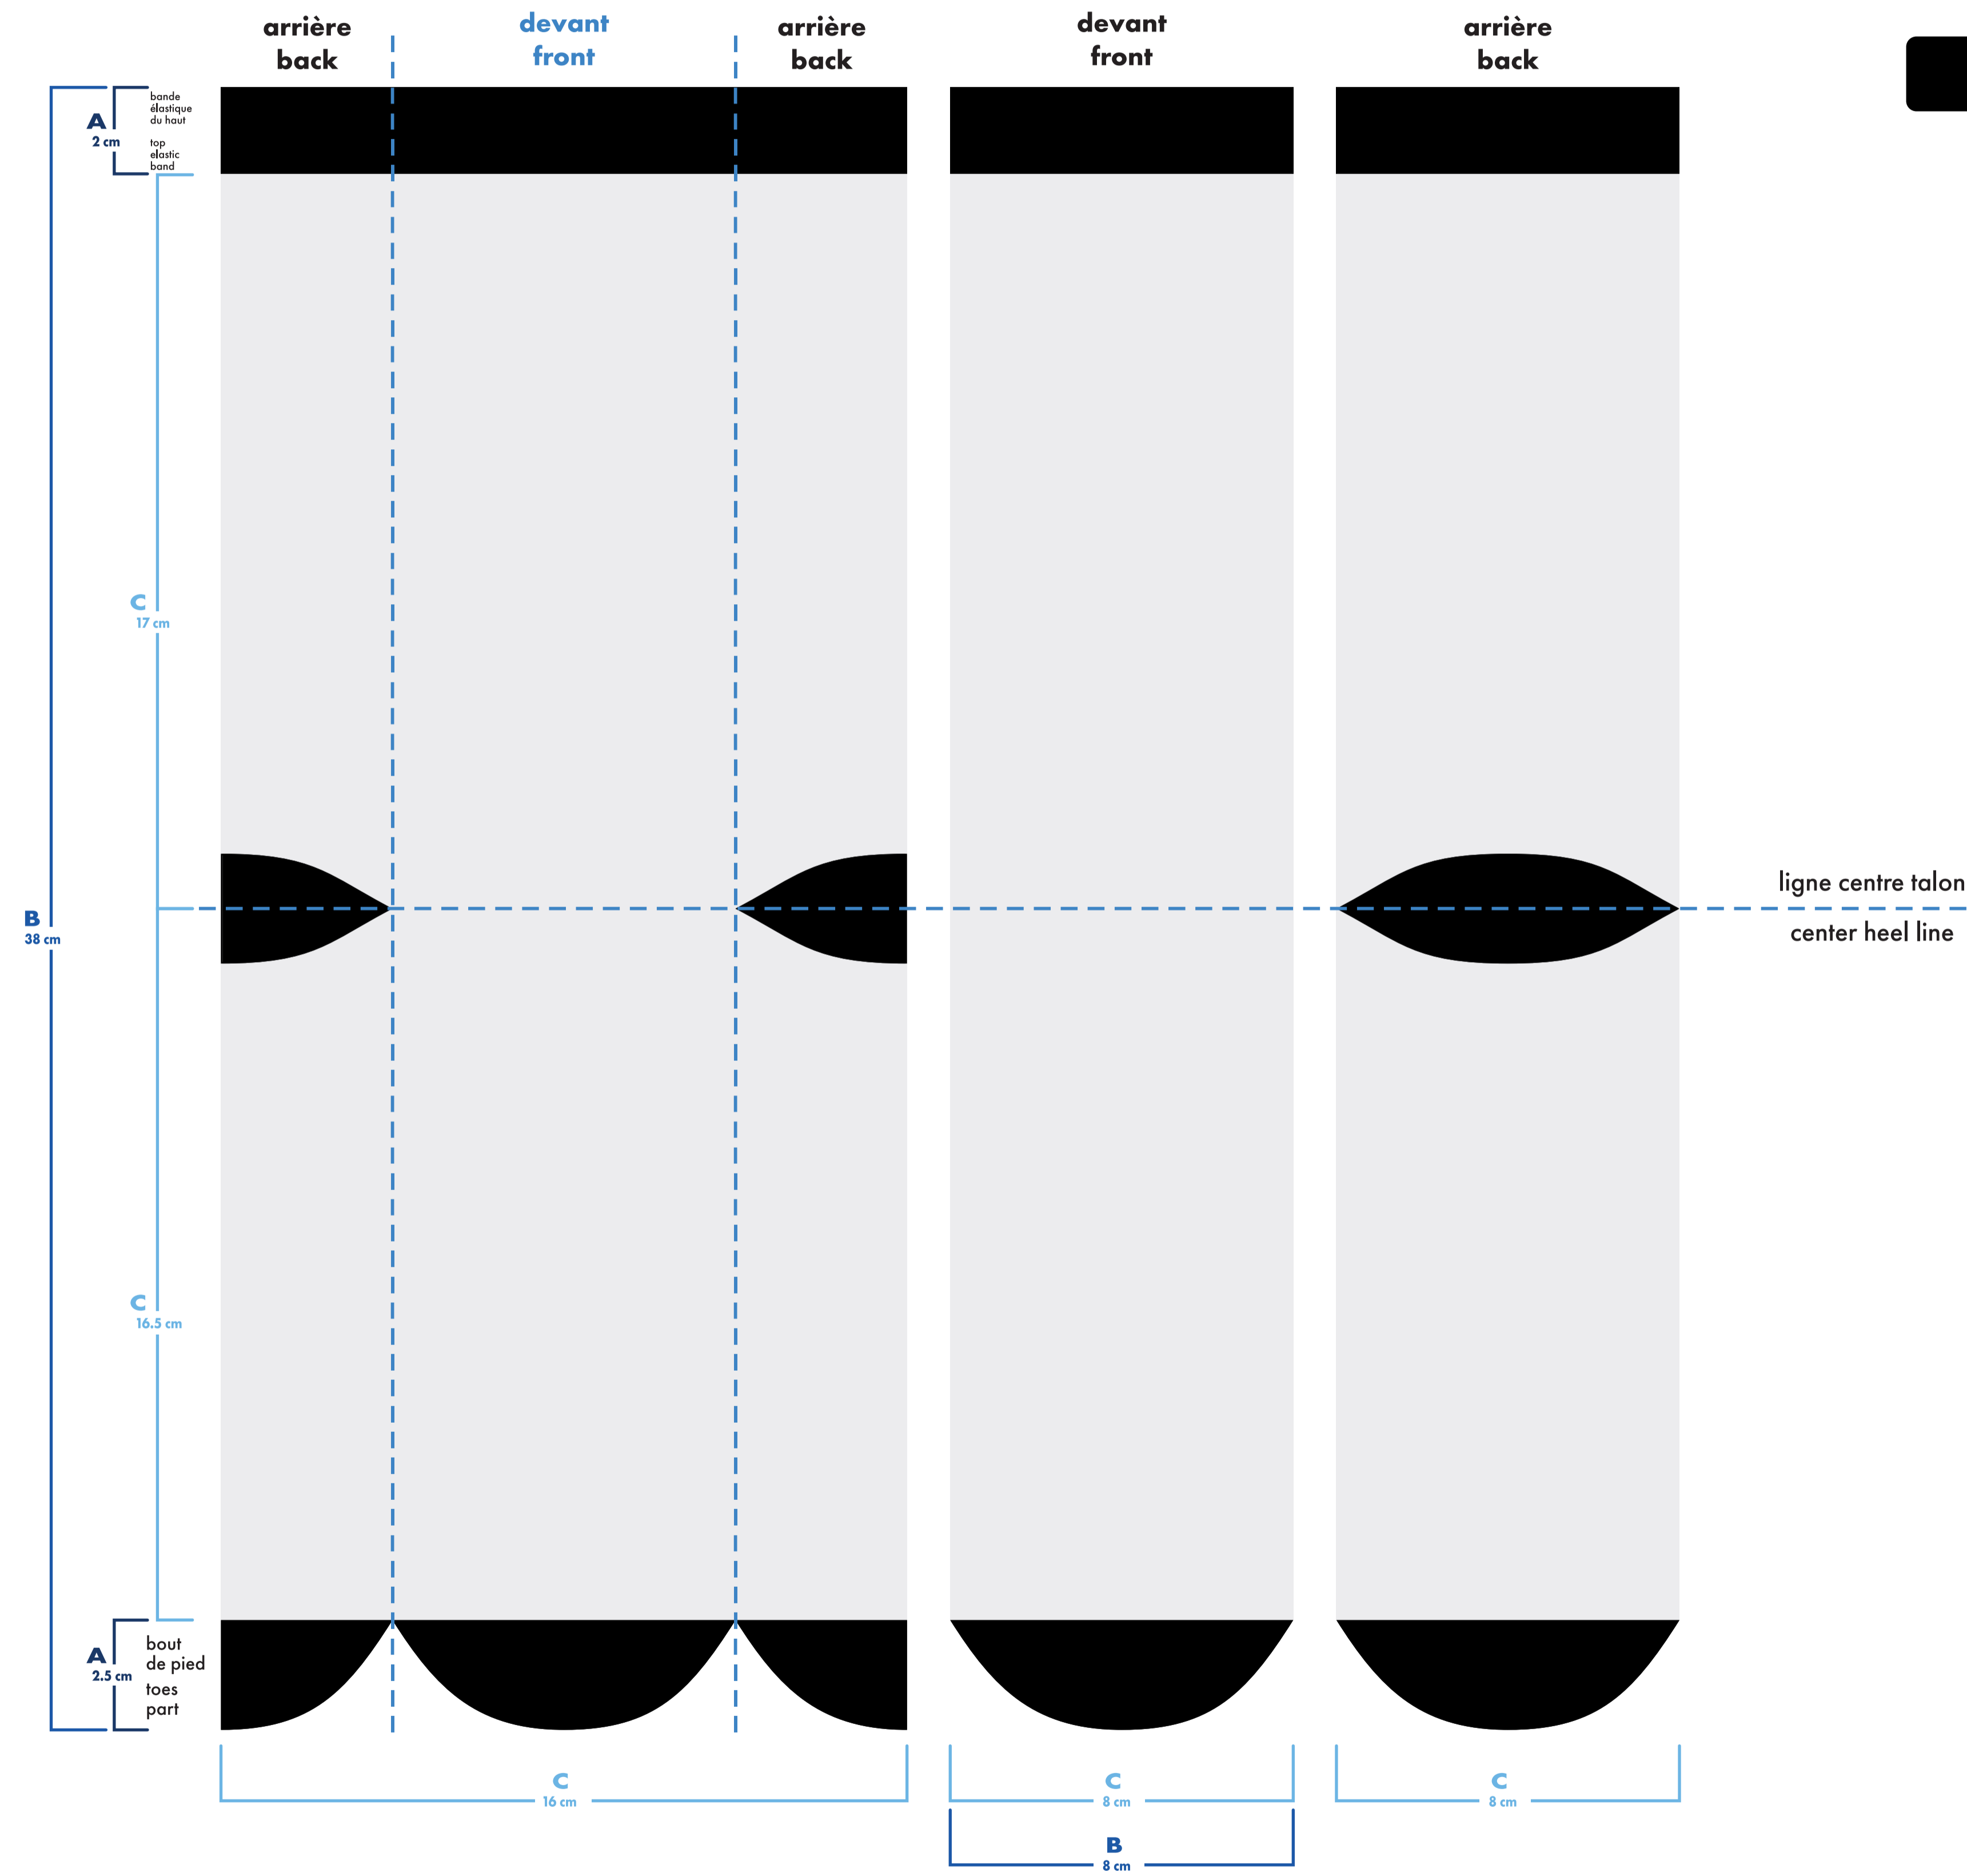 arrière
back
devant
front
arrière
back
devant
front
arrière
back
A
2 cm
bande
élastique
du haut
top
elastic
band
C
17 cm
ligne centre talon
center heel line
B
38 cm
C
16.5 cm
A
2.5 cm
bout
de pied
toes
part
C
16 cm
C
8 cm
C
8 cm
B
8 cm